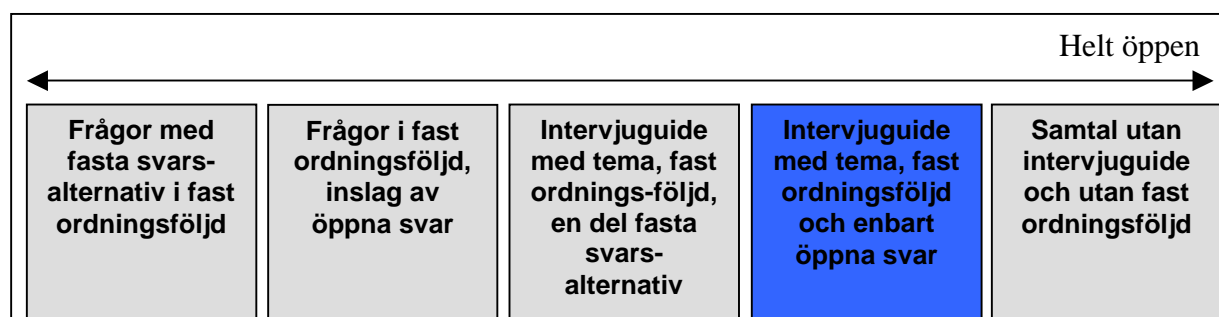 Helt öppen
Frågor med
fasta svars-
alternativ i fast
ordningsföljd
Frågor i fast
ordningsföljd,
inslag av
öppna svar
Intervjuguide
med tema, fast
ordnings-följd,
en del fasta
svars-
alternativ
Intervjuguide
med tema, fast
ordningsföljd
och enbart
öppna svar
Samtal utan
intervjuguide
och utan fast
ordningsföljd